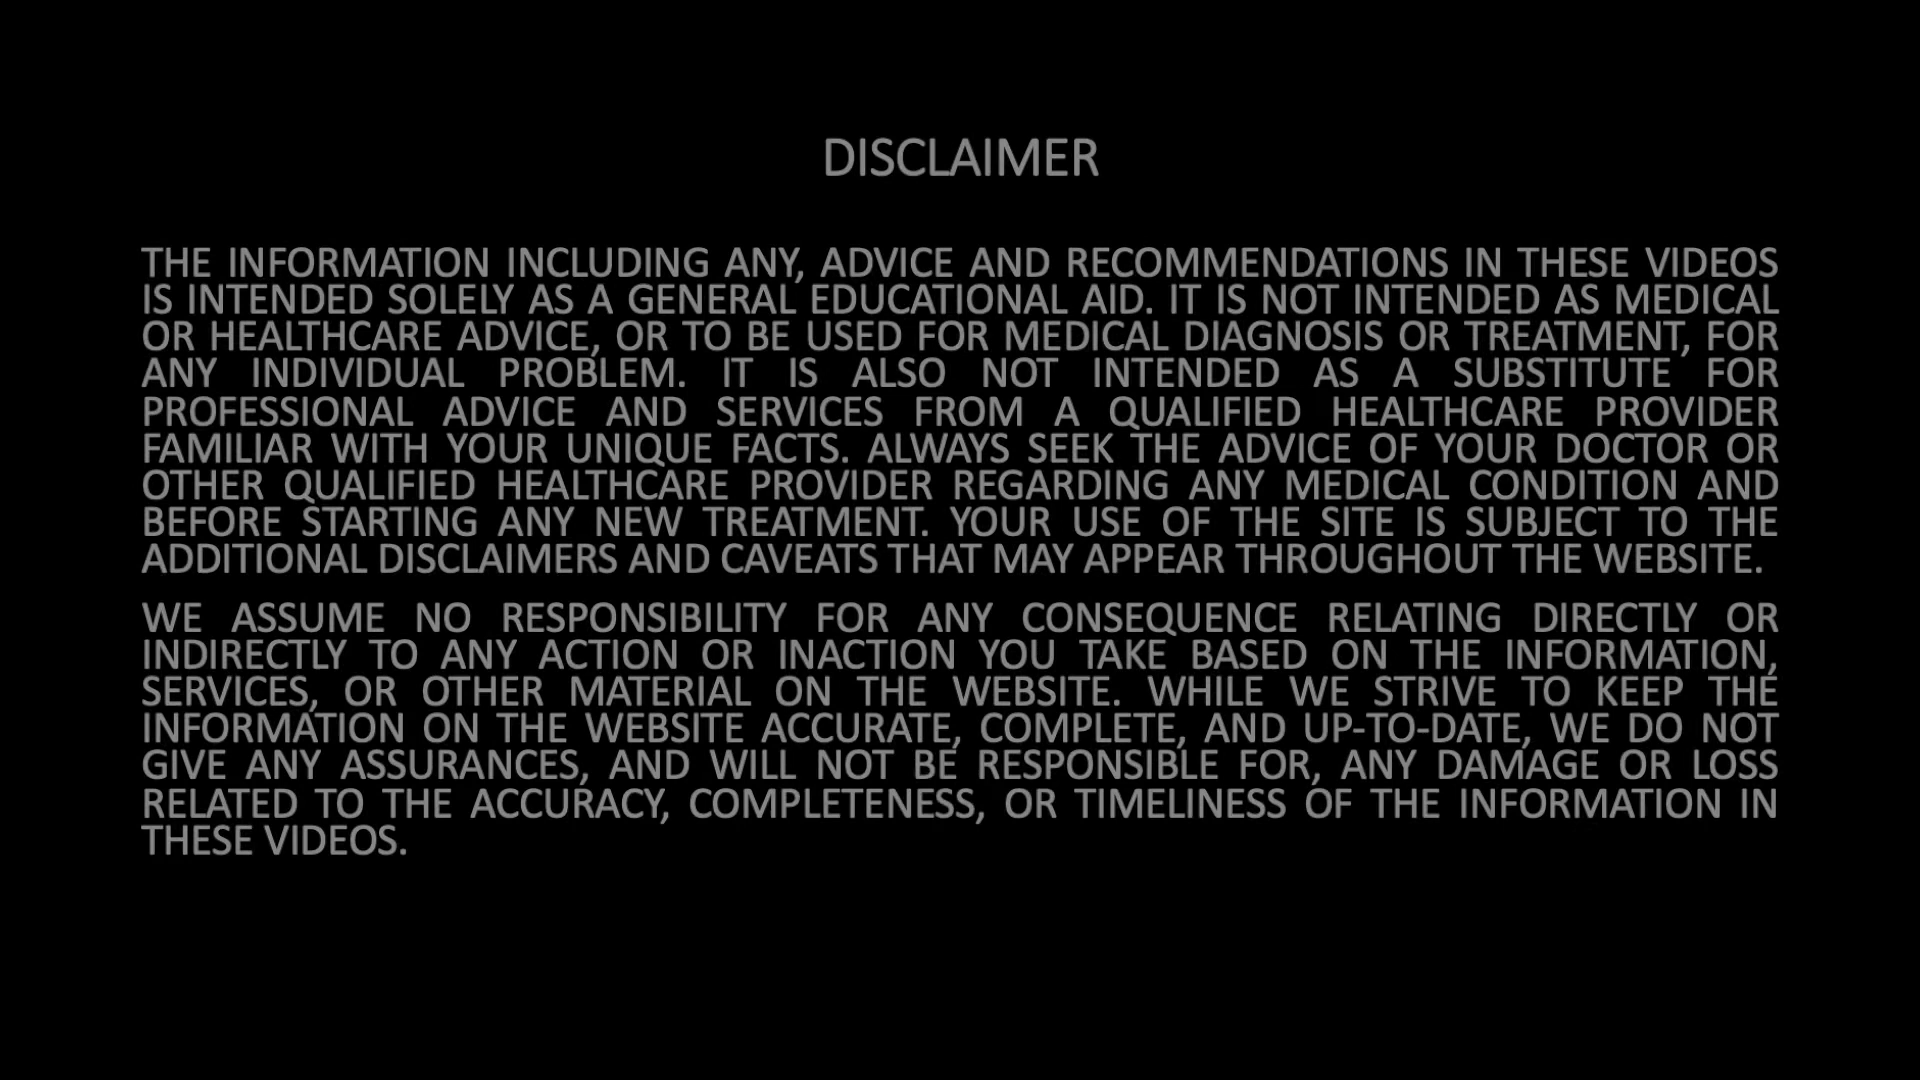 DISCLAIMER
THE INFORMATION INCLUDING ANY, ADVICE AND RECOMMENDATIONS IN THESE VIDEOS
IS INTENDED SOLELY AS A GENERAL EDUCATIONAL AID. IT IS NOT INTENDED AS MEDICAL
OR HEALTHCARE ADVICE, OR TO BE USED FOR MEDICAL DIAGNOSIS OR TREATMENT, FOR
ANY INDIVIDUAL PROBLEM. IT IS ALSO NOT INTENDED AS A SUBSTITUTE FOR
PROFESSIONAL ADVICE AND SERVICES FROM A QUALIFIED HEALTHCARE PROVIDER
FAMILIAR WITH YOUR UNIQUE FACTS. ALWAYS SEEK THE ADVICE OF YOUR DOCTOR OR
OTHER QUALIFIED HEALTHCARE PROVIDER REGARDING ANY MEDICAL CONDITION AND
BEFORE STARTING ANY NEW TREATMENT. YOUR USE OF THE SITE IS SUBJECT TO THE
ADDITIONAL DISCLAIMERS AND CAVEATS THAT MAY APPEAR THROUGHOUT THE WEBSITE.
WE ASSUME NO RESPONSIBILITY FOR ANY CONSEQUENCE RELATING DIRECTLY OR
INDIRECTLY TO ANY ACTION OR INACTION YOU TAKE BASED ON THE INFORMATION,
SERVICES, OR OTHER MATERIAL ON THE WEBSITE. WHILE WE STRIVE TO KEEP THE
INFORMATION ON THE WEBSITE ACCURATE, COMPLETE, AND UP-TO-DATE, WE DO NOT
GIVE ANY ASSURANCES, AND WILL NOT BE RESPONSIBLE FOR, ANY DAMAGE OR LOSS
RELATED TO THE ACCURACY, COMPLETENESS, OR TIMELINESS OF THE INFORMATION IN
THESE VIDEOS.